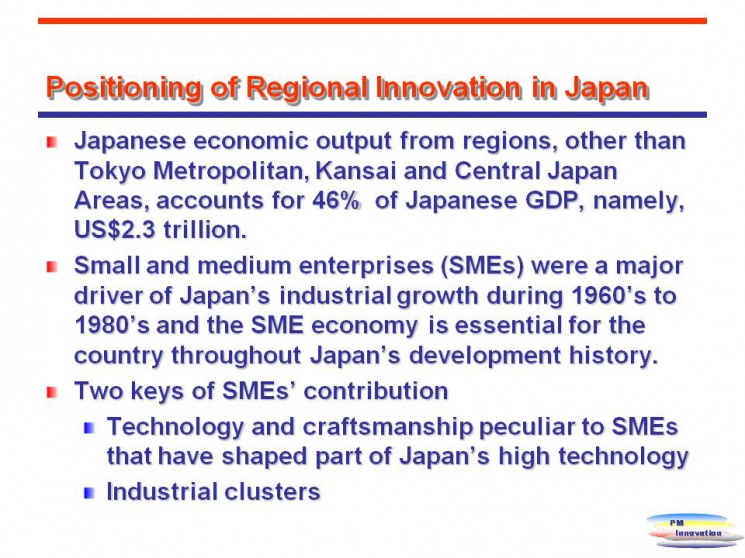 Positioning of Regional Innovation in Japan
Japanese economic output from regions, other than
Tokyo Metropolitan, Kansai and Central Japan
Areas, accounts for 46% of Japanese GDP, namely,
US$2.3 trillion.
Small and medium enterprises (SMEs) were a major
driver of Japan's industrial growth during 1960's to
1980's and the SME economy is essential for the
country throughout Japan's development history.
Two keys of SMEs' contribution
Technology and craftsmanship peculiar to SMEs
that have shaped part of Japan's high technology
Industrial clusters
PM
Innovation